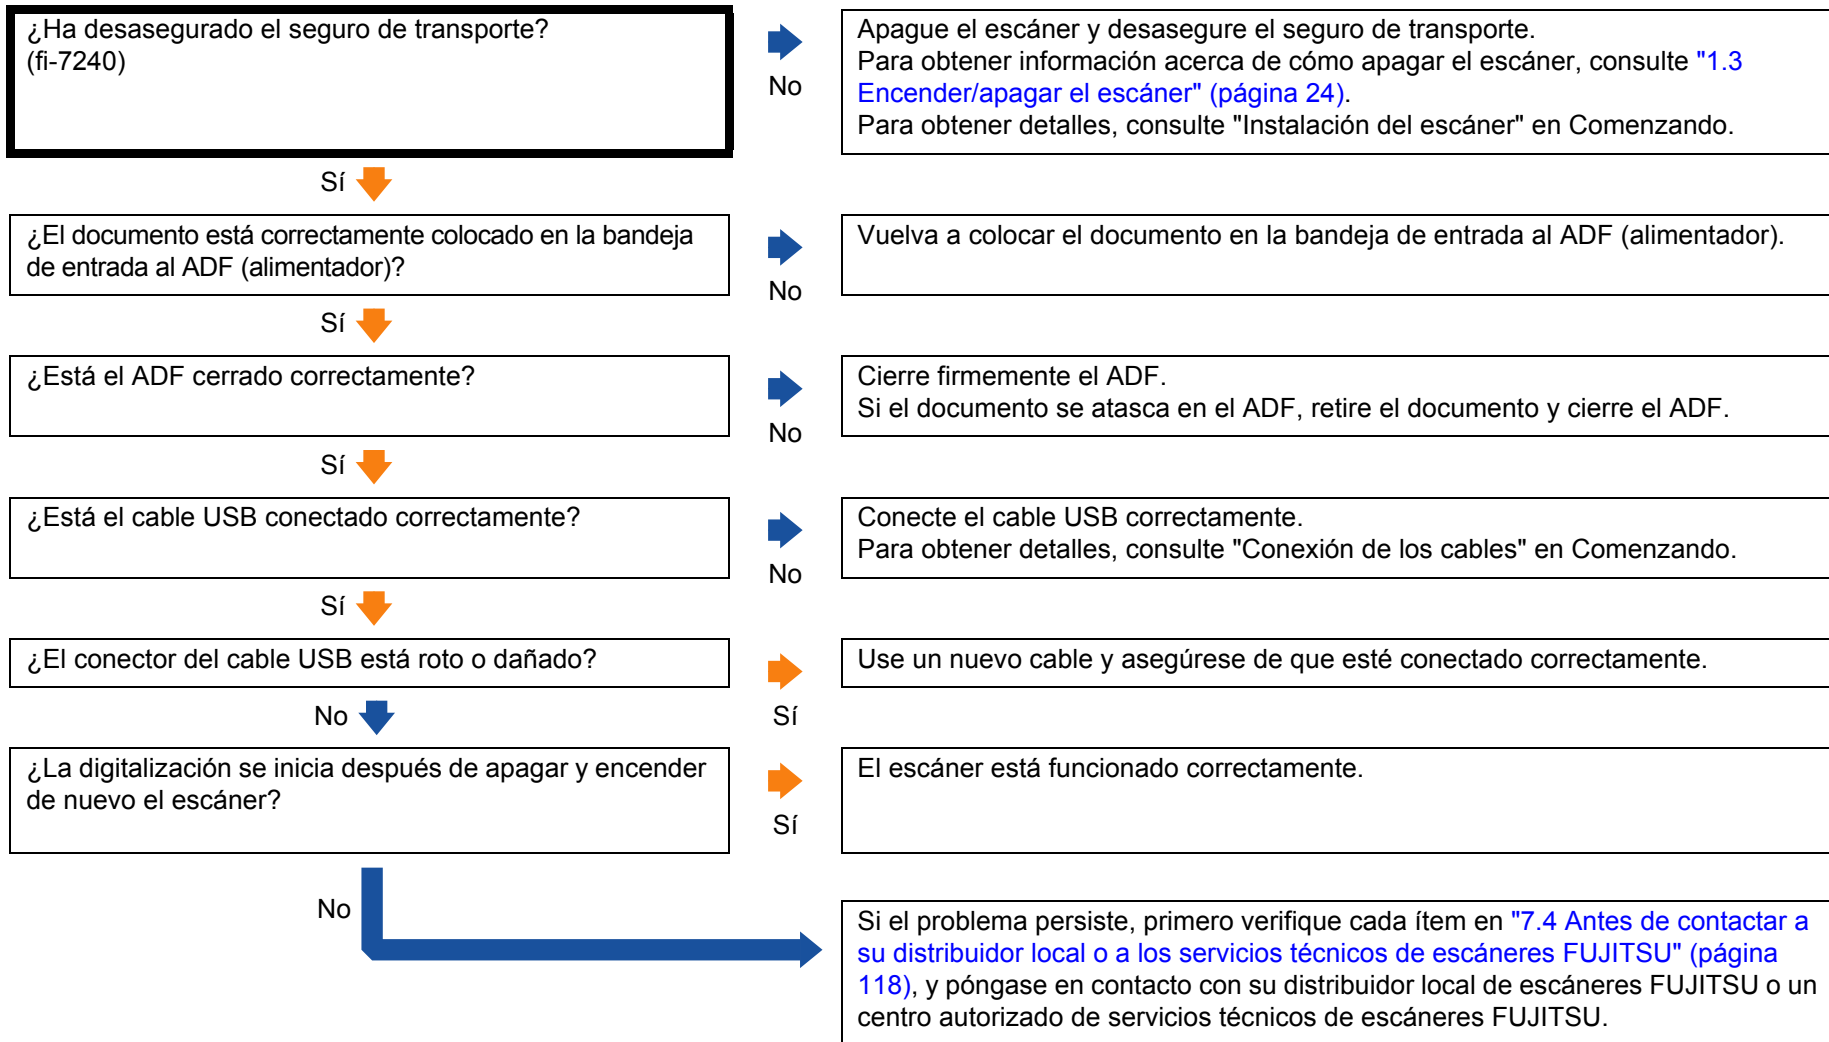 ¿Ha desasegurado el seguro de transporte?
(fi-7240)
No
Apague el escáner y desasegure el seguro de transporte.
Para obtener información acerca de cómo apagar el escáner, consulte "1.3
Encender/apagar el escáner" (página 24).
Para obtener detalles, consulte "Instalación del escáner" en Comenzando.
Sí
¿El documento está correctamente colocado en la bandeja
de entrada al ADF (alimentador)?
No
Vuelva a colocar el documento en la bandeja de entrada al ADF (alimentador).
Sí
¿Está el ADF cerrado correctamente?
No
Cierre firmemente el ADF.
Si el documento se atasca en el ADF, retire el documento y cierre el ADF.
Sí
¿Está el cable USB conectado correctamente?
No
Conecte el cable USB correctamente.
Para obtener detalles, consulte "Conexión de los cables" en Comenzando.
Sí
¿El conector del cable USB está roto o dañado?
Sí
Use un nuevo cable y asegúrese de que esté conectado correctamente.
No
¿La digitalización se inicia después de apagar y encender
de nuevo el escáner?
Sí
El escáner está funcionado correctamente.
No
Si el problema persiste, primero verifique cada ítem en "7.4 Antes de contactar a
su distribuidor local o a los servicios técnicos de escáneres FUJITSU" (página
118), y póngase en contacto con su distribuidor local de escáneres FUJITSU o un
centro autorizado de servicios técnicos de escáneres FUJITSU.